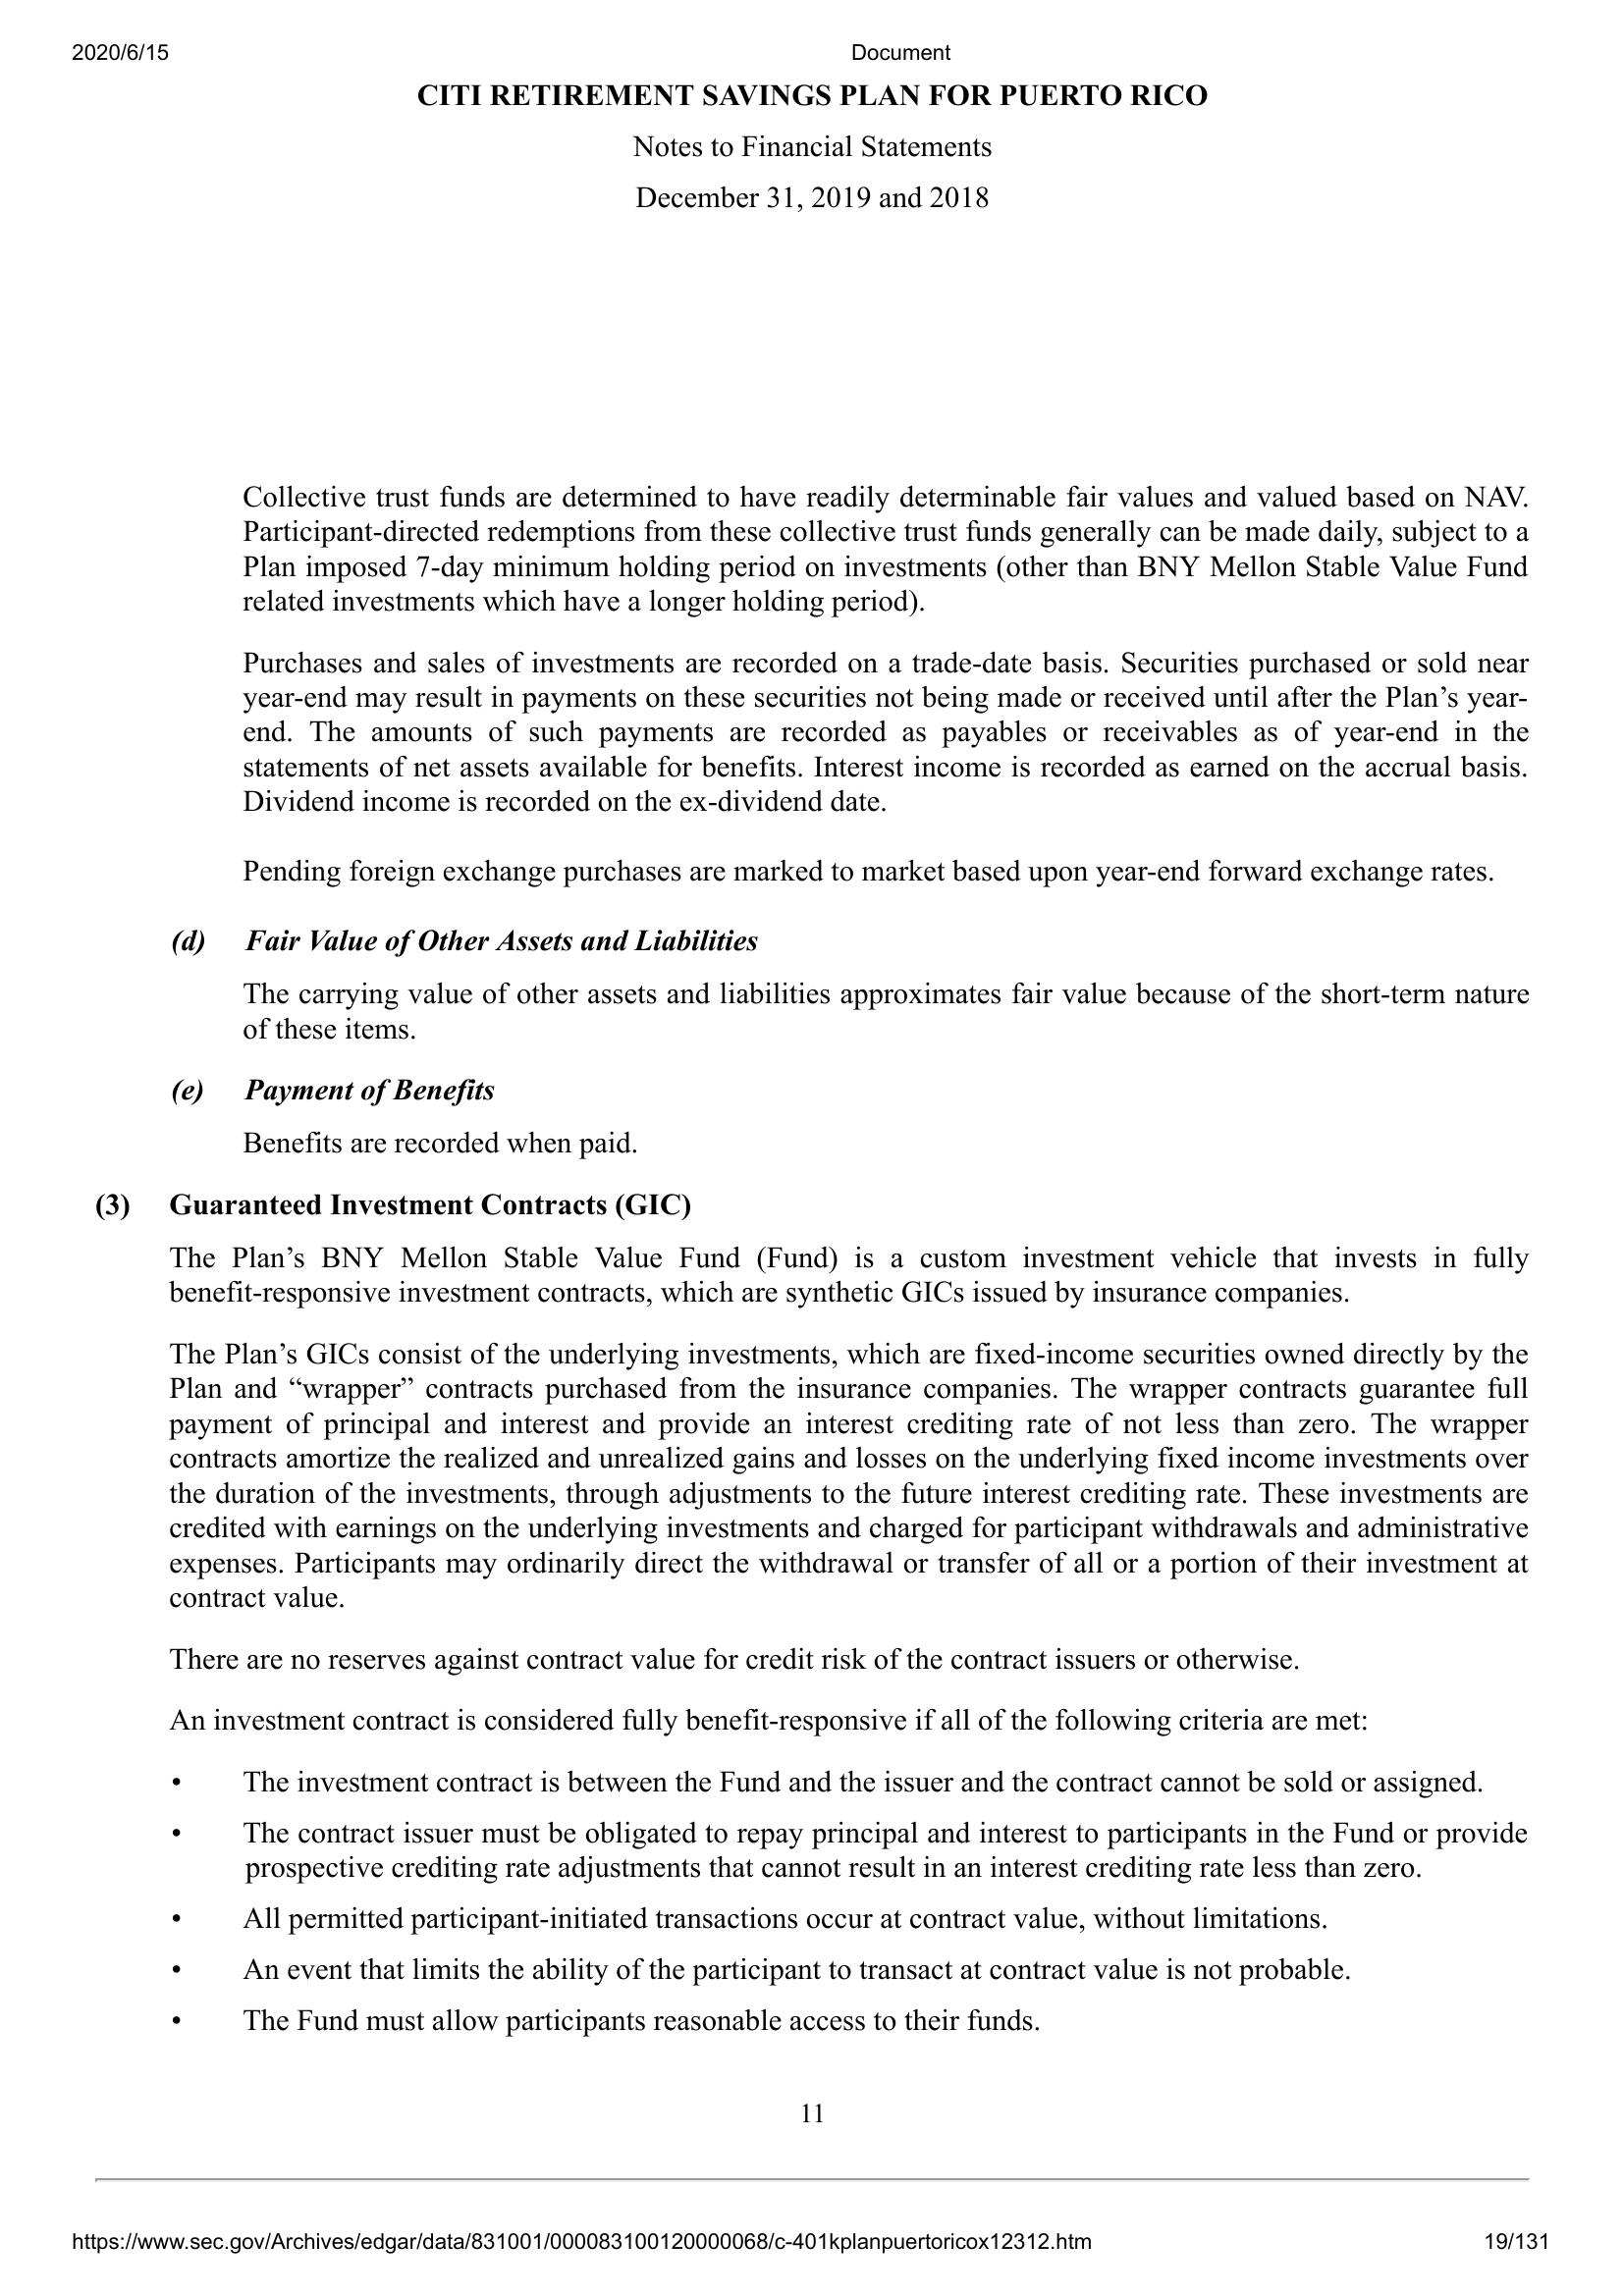 2020/6/15 Document
CITI RETIREMENT SAVINGS PLAN FOR PUERTO RICO
Notes to Financial Statements
December 31, 2019 and 2018
Collective trust funds are determined to have readily determinable fair values and valued based on NAV.
Participant-directed redemptions from these collective trust funds generally can be made daily, subject to a
Plan imposed 7-day minimum holding period on investments (other than BNY Mellon Stable Value Fund
related investments which have a longer holding period).
Purchases and sales of investments are recorded on a trade-date basis. Securities purchased or sold near
year-end may result in payments on these securities not being made or received until after the Plan’s year-
end. The amounts of such payments are recorded as payables or receivables as of year-end in the
statements of net assets available for benefits. Interest income is recorded as earned on the accrual basis.
Dividend income is recorded on the ex-dividend date.
Pending foreign exchange purchases are marked to market based upon year-end forward exchange rates.
(d) Fair Value of Other Assets and Liabilities
The carrying value of other assets and liabilities approximates fair value because of the short-term nature
of these items.
(e) Payment of Benefits
Benefits are recorded when paid.
(3) Guaranteed Investment Contracts (GIC)
The Plan’s BNY Mellon Stable Value Fund (Fund) is a custom investment vehicle that invests in fully
benefit-responsive investment contracts, which are synthetic GICs issued by insurance companies.
The Plan’s GICs consist of the underlying investments, which are fixed-income securities owned directly by the
Plan and “wrapper” contracts purchased from the insurance companies. The wrapper contracts guarantee full
payment of principal and interest and provide an interest crediting rate of not less than zero. The wrapper
contracts amortize the realized and unrealized gains and losses on the underlying fixed income investments over
the duration of the investments, through adjustments to the future interest crediting rate. These investments are
credited with earnings on the underlying investments and charged for participant withdrawals and administrative
expenses. Participants may ordinarily direct the withdrawal or transfer of all or a portion of their investment at
contract value.
There are no reserves against contract value for credit risk of the contract issuers or otherwise.
An investment contract is considered fully benefit-responsive if all of the following criteria are met:
• The investment contract is between the Fund and the issuer and the contract cannot be sold or assigned.
• The contract issuer must be obligated to repay principal and interest to participants in the Fund or provide
prospective crediting rate adjustments that cannot result in an interest crediting rate less than zero.
• All permitted participant-initiated transactions occur at contract value, without limitations.
• An event that limits the ability of the participant to transact at contract value is not probable.
• The Fund must allow participants reasonable access to their funds.
11
https://www.sec.gov/Archives/edgar/data/831001/000083100120000068/c-401kplanpuertoricox12312.htm 19/131